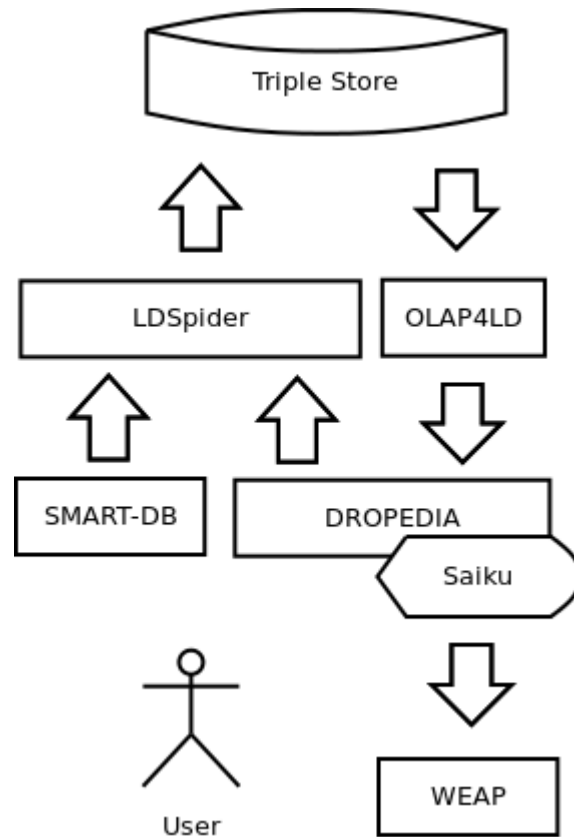 Triple Store
LDSpider
OLAP4LD
SMART-DB
DROPEDIA
Saiku
User
WEAP